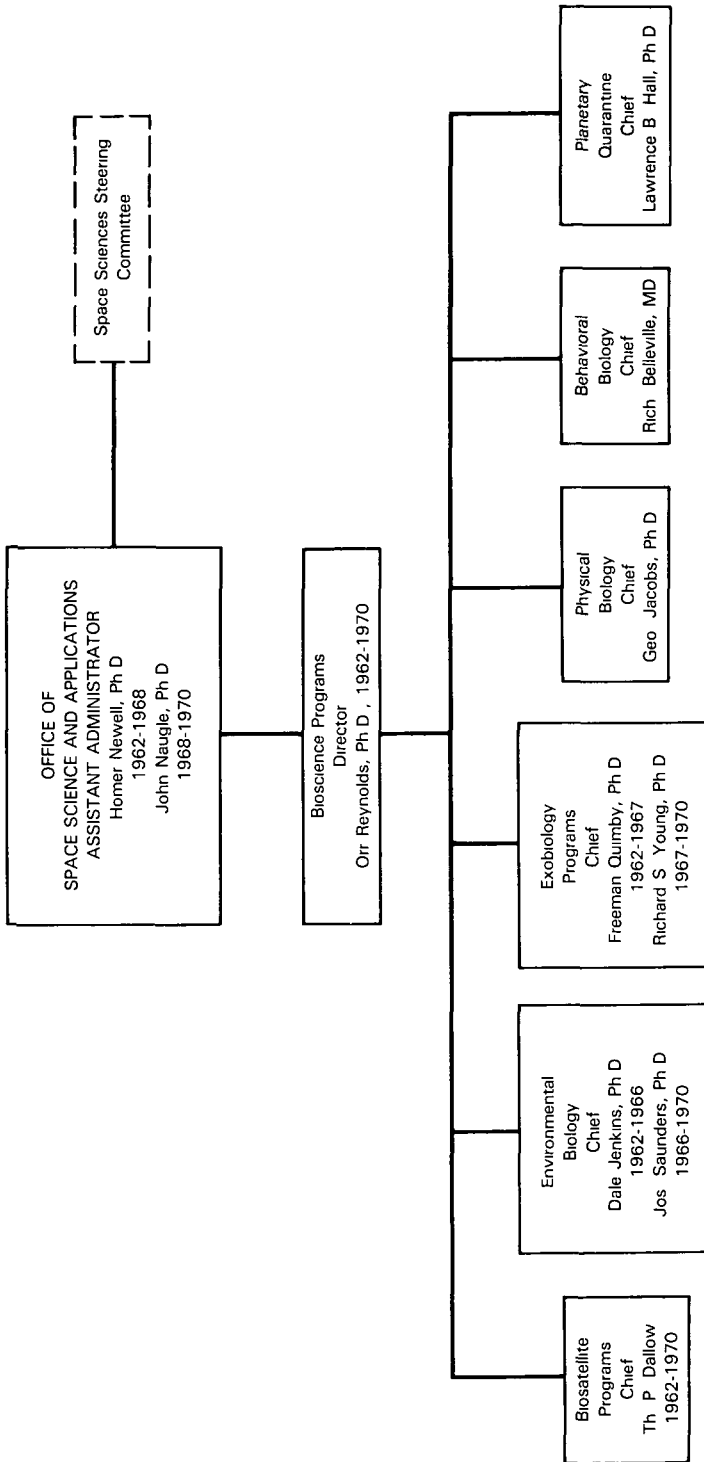 OFFICE OF
SPACE SCIENCE AND APPLICATIONS
ASSISTANT ADMINISTRATOR
Homer Newell, Ph D
1962-1968
John Naugle, Ph D
1968-1970
Space Sciences Steering
Committee
Bioscience Programs
Director
Orr Reynolds, Ph D , 1962-1970
Biosatellite
Programs
Chief
Th P Dallow
1962-1970
Environmental
Biology
Chief
Dale Jenkins, Ph D
1962-1966
Jos Saunders, Ph D
1966-1970
Exobiology
Programs
Chief
Freeman Quimby, Ph D
1962-1967
Richard S Young, Ph D
1967-1970
Physical
Biology
Chief
Geo Jacobs, Ph D
Behavioral
Biology
Chief
Rich Belleville, MD
Planetary
Quarantine
Chief
Lawrence B Hall, Ph D